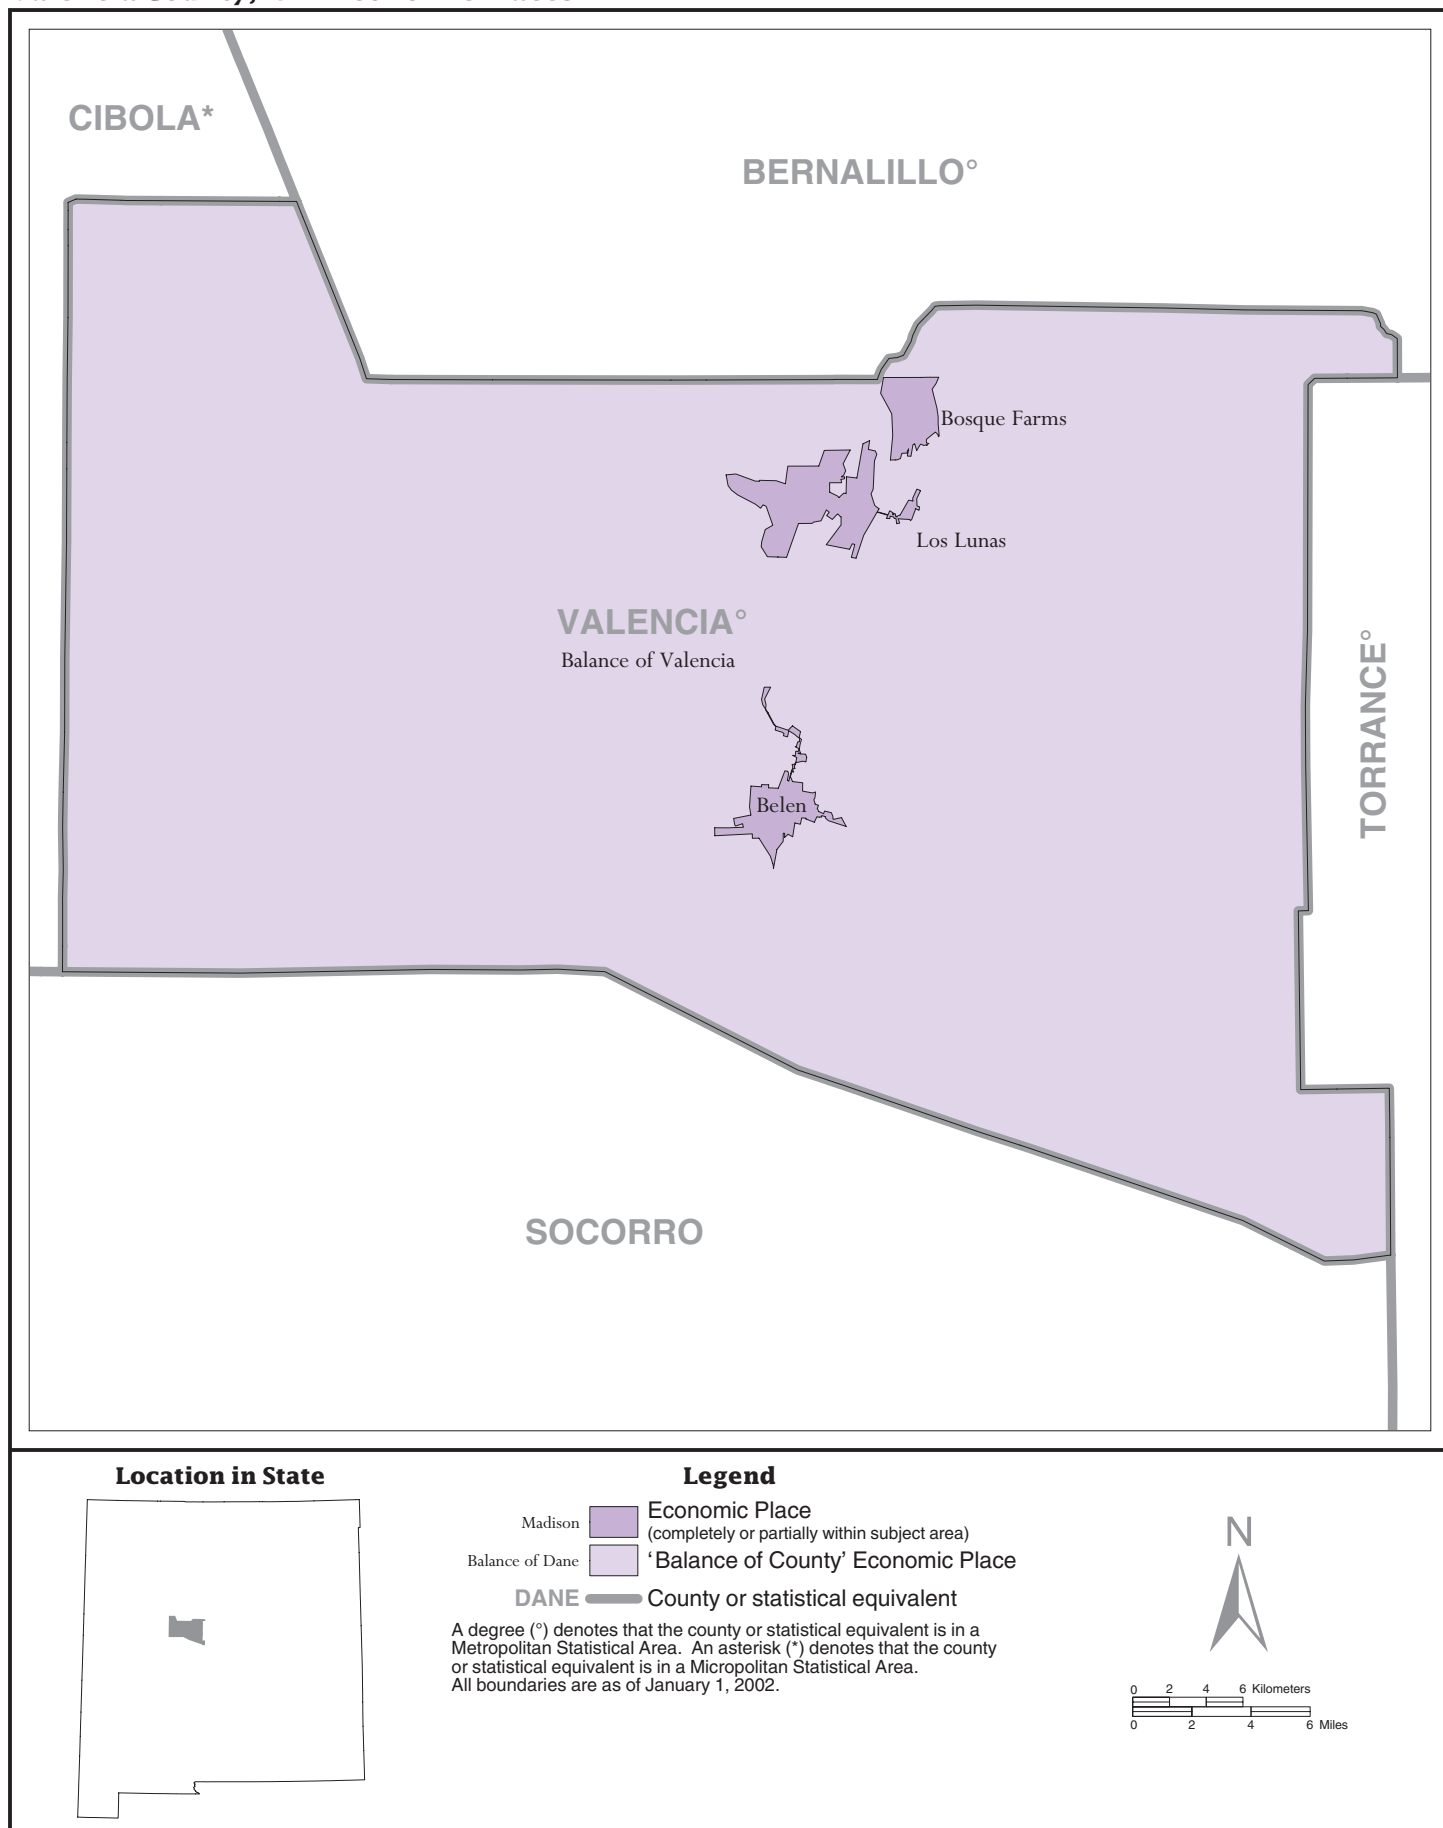 CIBOLA*
BERNALILLO°
Bosque Farms
Los Lunas
VALENCIA°
Balance of Valencia
TORRANCE°
Belen
SOCORRO
Location in State
Legend
Madison
Economic Place
(completely or partially within subject area)
Balance of Dane
‘Balance of County’ Economic Place
DANE
County or statistical equivalent
A degree (°) denotes that the county or statistical equivalent is in a
Metropolitan Statistical Area. An asterisk (*) denotes that the county
or statistical equivalent is in a Micropolitan Statistical Area.
All boundaries are as of January 1, 2002.
N
0 2 4 6 Kilometers
0 2 4 6 Miles